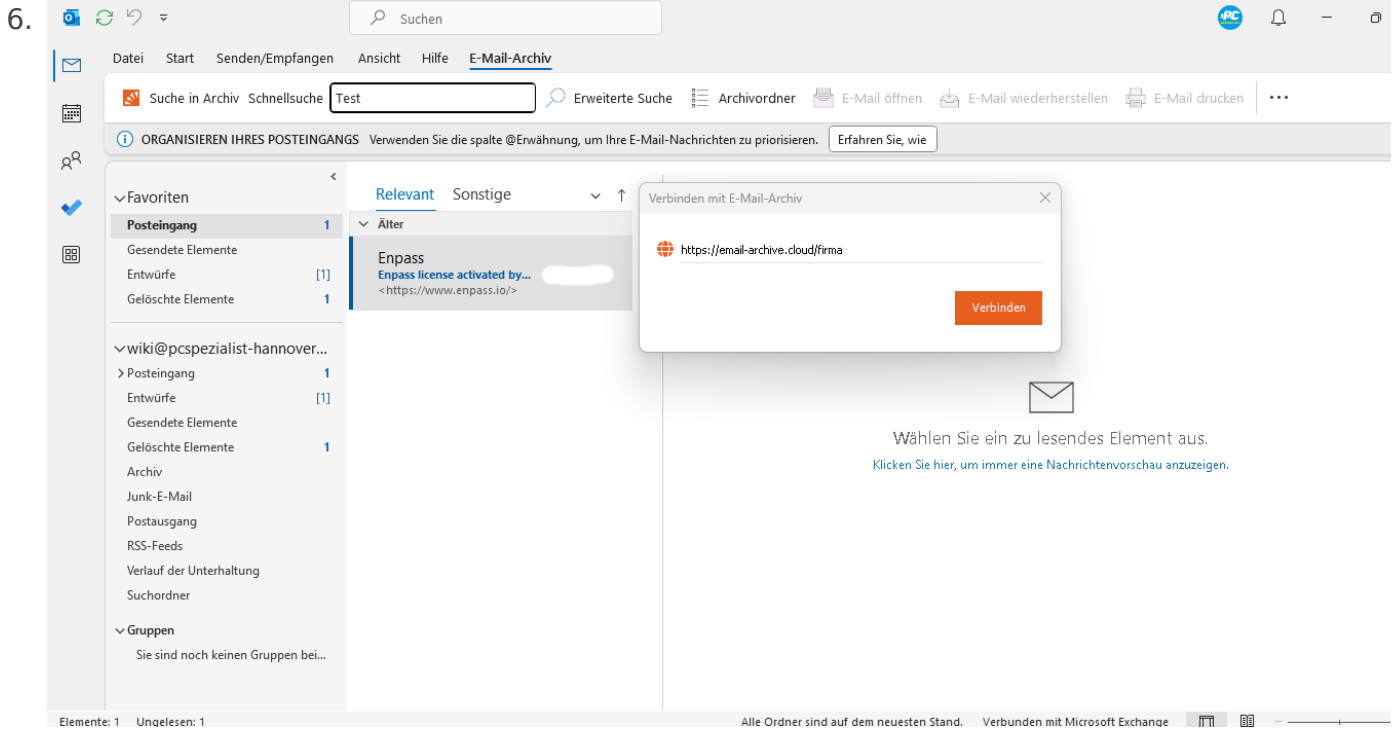 6.
Suchen
PC
Datei Start Senden/Empfangen Ansicht Hilfe E-Mail-Archiv
Suche in Archiv Schnellsuche Test Erweiterte Suche Archivordner E-Mail öffnen E-Mail wiederherstellen E-Mail drucken ...
ORGANISIEREN IHRES POSTEINGANGS Verwenden Sie die spalte @Erwähnung, um Ihre E-Mail-Nachrichten zu priorisieren. Erfahren Sie, wie
Favoriten
Posteingang 1
Gesendete Elemente
Entwürfe [1]
Gelöschte Elemente 1
wiki@pcspezialist-hannover...
Posteingang 1
Entwürfe [1]
Gesendete Elemente
Gelöschte Elemente 1
Archiv
Junk-E-Mail
Postausgang
RSS-Feeds
Verlauf der Unterhaltung
Suchordner
Gruppen
Sie sind noch keinen Gruppen bei...
Relevant Sonstige
Älter
Enpass
Enpass license activated by...
<https://www.enpass.io/>
Verbinden mit E-Mail-Archiv
https://email-archive.cloud/firma
Verbinden
Wählen Sie ein zu lesendes Element aus.
Klicken Sie hier, um immer eine Nachrichtenvorschau anzuzeigen.
Elemente: 1 Ungelesen: 1 Alle Ordner sind auf dem neuesten Stand. Verbunden mit Microsoft Exchange